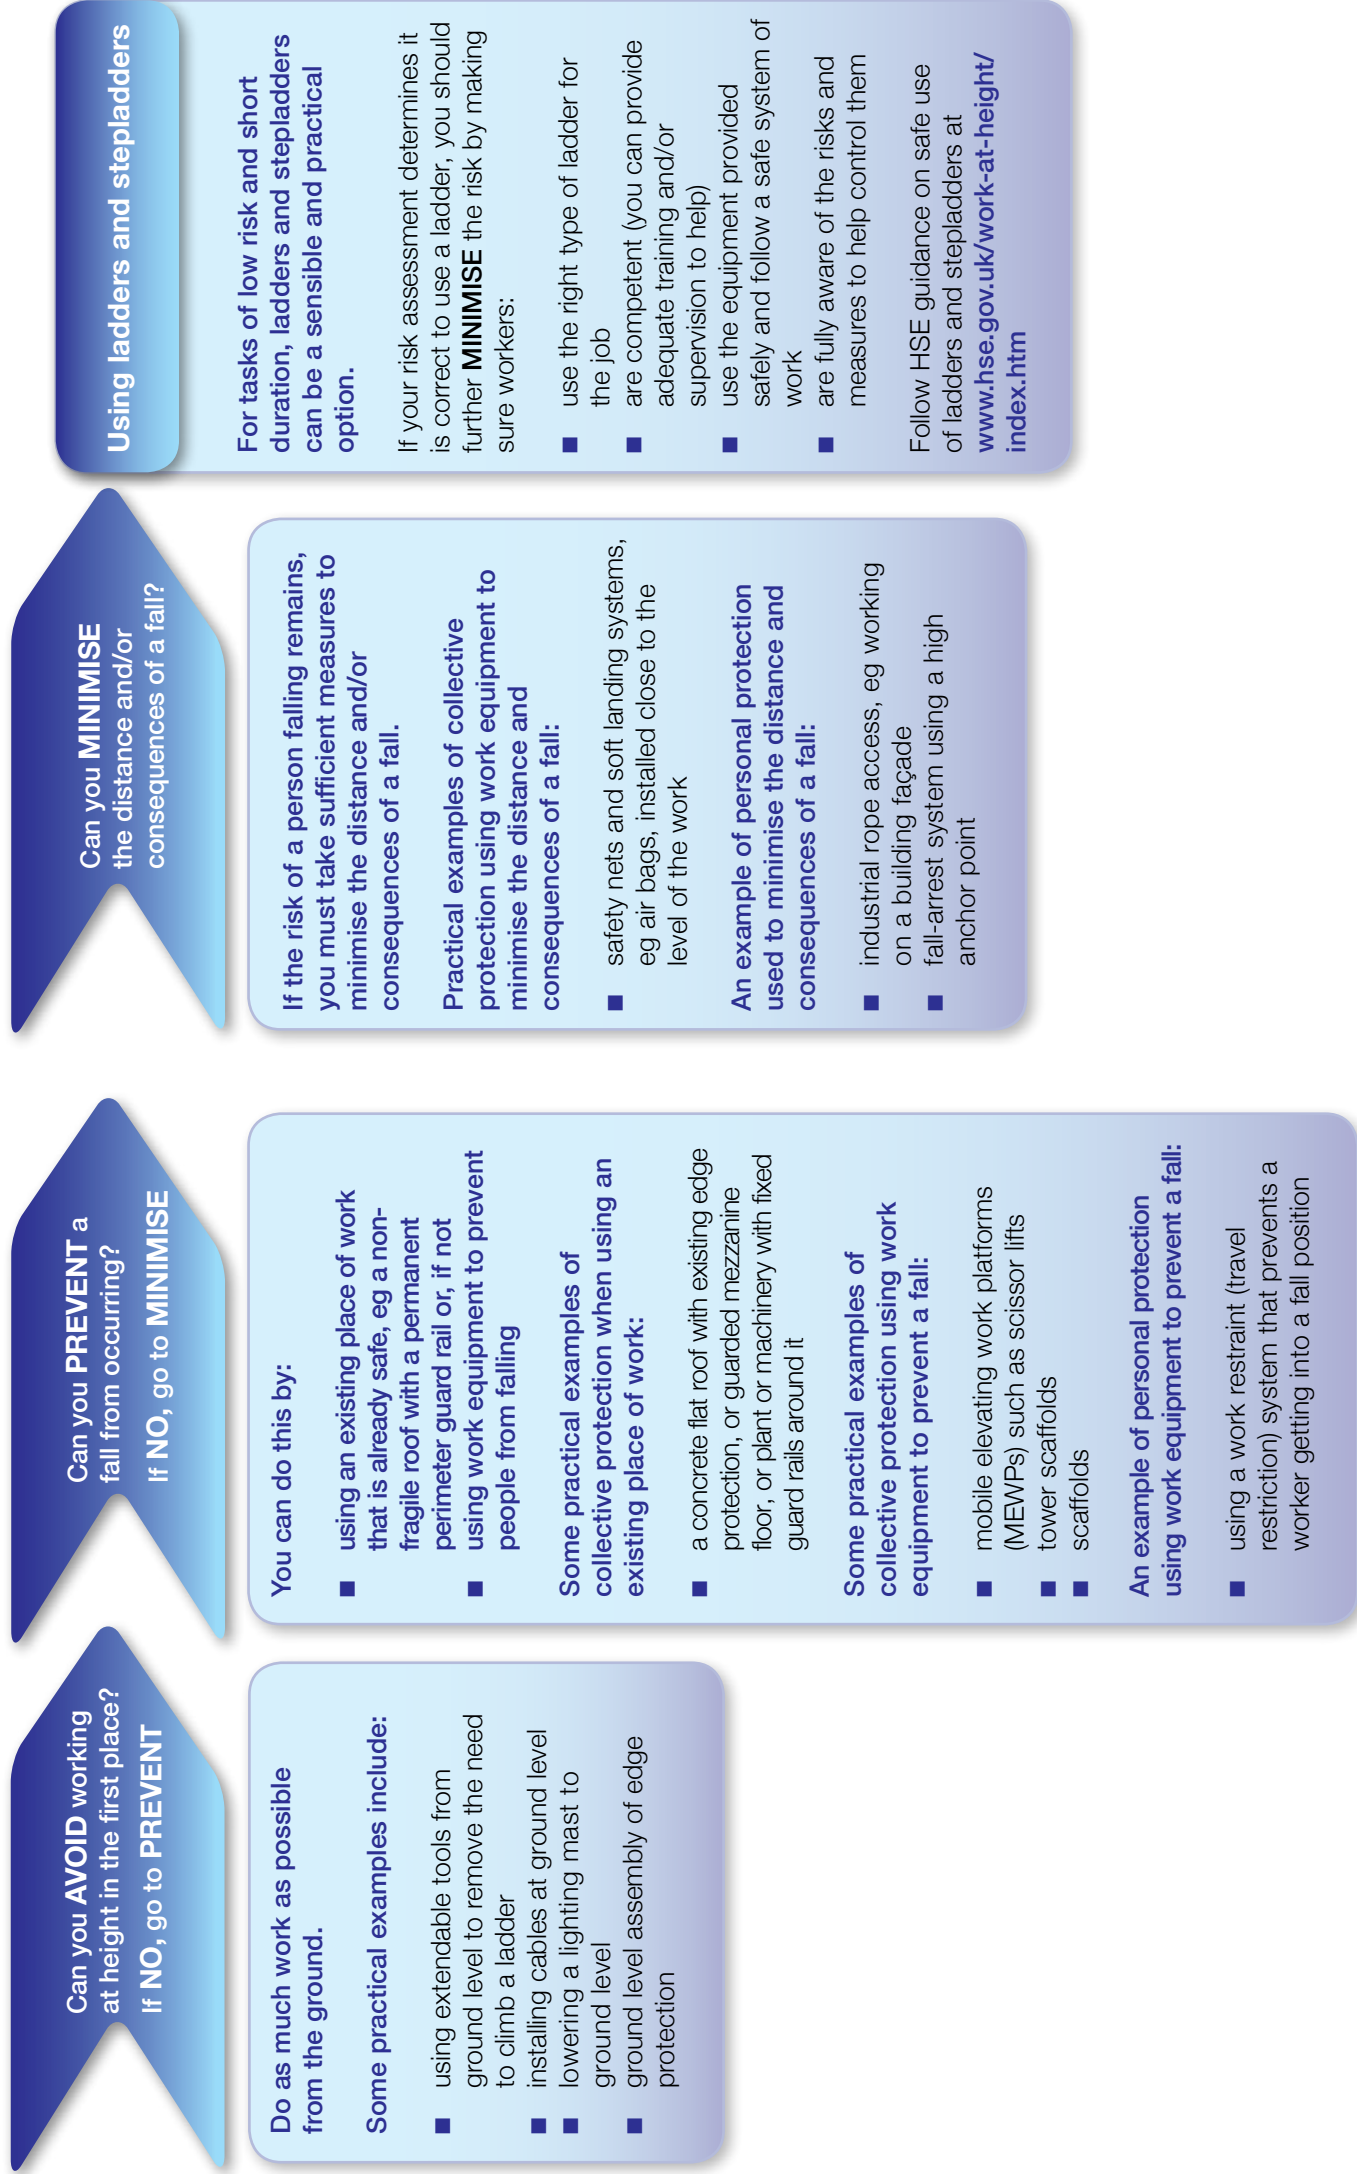 Can you AVOID working
at height in the first place?
If NO, go to PREVENT
Do as much work as possible
from the ground.
Some practical examples include:
■ using extendable tools from
ground level to remove the need
to climb a ladder
■ installing cables at ground level
■ lowering a lighting mast to
ground level
■ ground level assembly of edge
protection
Can you PREVENT a
fall from occurring?
If NO, go to MINIMISE
You can do this by:
■ using an existing place of work
that is already safe, eg a non-
fragile roof with a permanent
perimeter guard rail or, if not
■ using work equipment to prevent
people from falling
Some practical examples of
collective protection when using an
existing place of work:
■ a concrete flat roof with existing edge
protection, or guarded mezzanine
floor, or plant or machinery with fixed
guard rails around it
Some practical examples of
collective protection using work
equipment to prevent a fall:
■ mobile elevating work platforms
(MEWPs) such as scissor lifts
■ tower scaffolds
■ scaffolds
An example of personal protection
using work equipment to prevent a fall:
■ using a work restraint (travel
restriction) system that prevents a
worker getting into a fall position
Can you MINIMISE
the distance and/or
consequences of a fall?
If the risk of a person falling remains,
you must take sufficient measures to
minimise the distance and/or
consequences of a fall.
Practical examples of collective
protection using work equipment to
minimise the distance and
consequences of a fall:
■ safety nets and soft landing systems,
eg air bags, installed close to the
level of the work
An example of personal protection
used to minimise the distance and
consequences of a fall:
■ industrial rope access, eg working
on a building façade
■ fall-arrest system using a high
anchor point
Using ladders and stepladders
For tasks of low risk and short
duration, ladders and stepladders
can be a sensible and practical
option.
If your risk assessment determines it
is correct to use a ladder, you should
further MINIMISE the risk by making
sure workers:
■ use the right type of ladder for
the job
■ are competent (you can provide
adequate training and/or
supervision to help)
■ use the equipment provided
safely and follow a safe system of
work
■ are fully aware of the risks and
measures to help control them
Follow HSE guidance on safe use
of ladders and stepladders at
www.hse.gov.uk/work-at-height/
index.htm